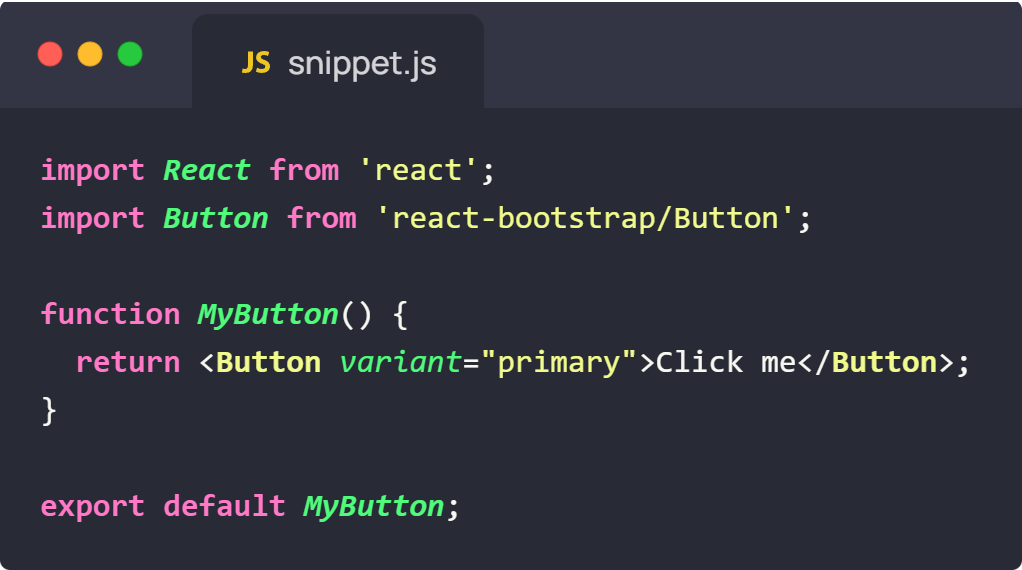 JS snippet.js
import React from 'react';
import Button from 'react-bootstrap/Button';
function MyButton() {
  return <Button variant="primary">Click me</Button>;
}
export default MyButton;